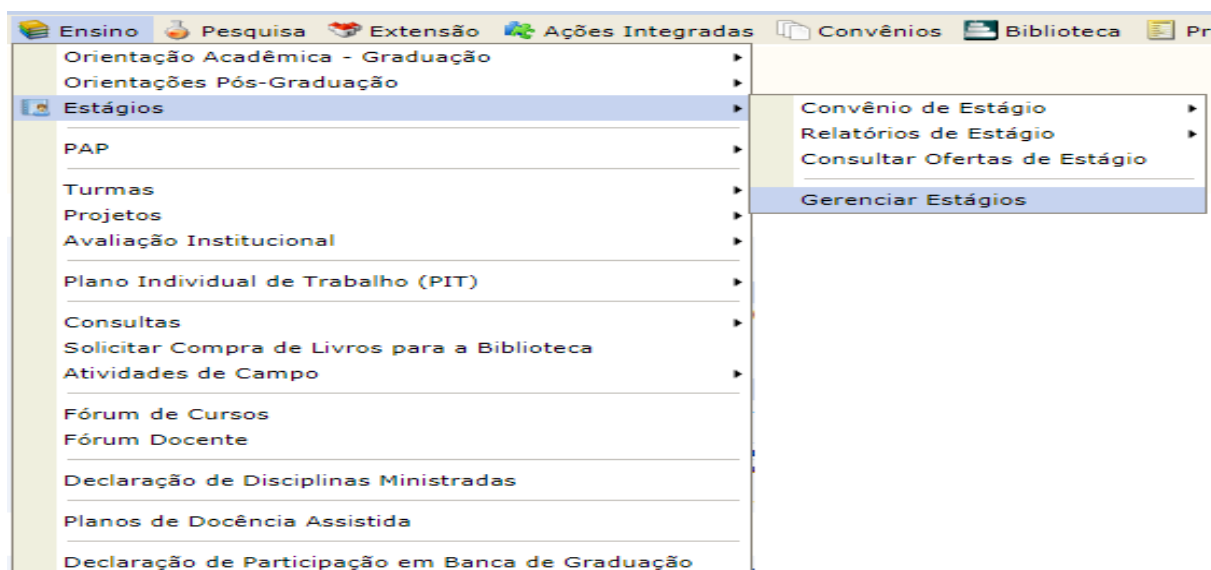 Ensino Pesquisa Extensão Ações Integradas Convênios Biblioteca Pr
Orientação Acadêmica - Graduação
Orientações Pós-Graduação
Estágios
PAP
Turmas
Projetos
Avaliação Institucional
Plano Individual de Trabalho (PIT)
Consultas
Solicitar Compra de Livros para a Biblioteca
Atividades de Campo
Fórum de Cursos
Fórum Docente
Declaração de Disciplinas Ministradas
Planos de Docência Assistida
Declaração de Participação em Banca de Graduação
Convênio de Estágio
Relatórios de Estágio
Consultar Ofertas de Estágio
Gerenciar Estágios